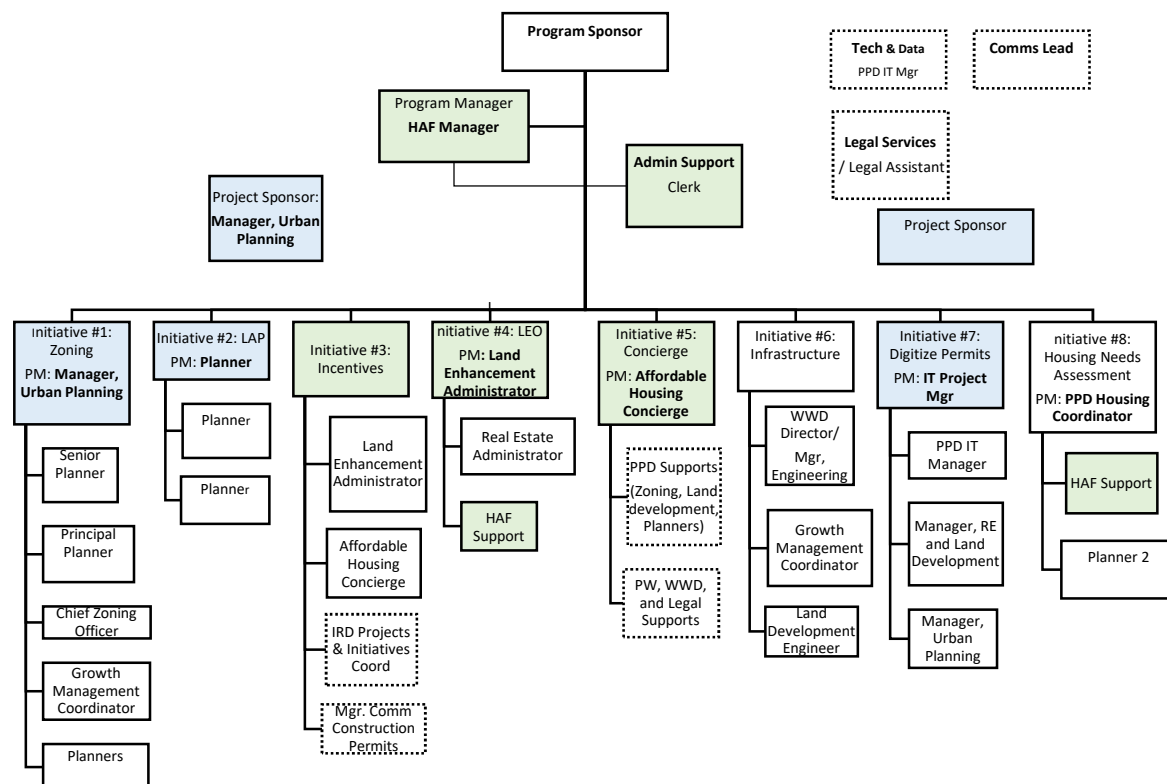 Program Sponsor
Tech & Data
PPD IT Mgr
Comms Lead
Program Manager
HAF Manager
Legal Services
/ Legal Assistant
Admin Support
Clerk
Project Sponsor:
Manager, Urban
Planning
Project Sponsor
Initiative #1:
Zoning
PM: Manager,
Urban Planning
Senior
Planner
Principal
Planner
Chief Zoning
Officer
Growth
Management
Coordinator
Planners
Initiative #2: LAP
PM: Planner
Planner
Planner
Initiative #3:
Incentives
Land
Enhancement
Administrator
Affordable
Housing
Concierge
IRD Projects
& Initiatives
Coord
Mgr. Comm
Construction
Permits
nitiative #4: LEO
PM: Land
Enhancement
Administrator
Real Estate
Administrator
HAF
Support
Initiative #5:
Concierge
PM: Affordable
Housing
Concierge
PPD Supports
(Zoning, Land
development,
Planners)
PW, WWD,
and Legal
Supports
Initiative #6:
Infrastructure
WWD
Director/
Mgr,
Engineering
Growth
Management
Coordinator
Land
Development
Engineer
Initiative #7:
Digitize Permits
PM: IT Project
Mgr
PPD IT
Manager
Manager, RE
and Land
Development
Manager,
Urban
Planning
nitiative #8:
Housing Needs
Assessment
PM: PPD Housing
Coordinator
HAF Support
Planner 2